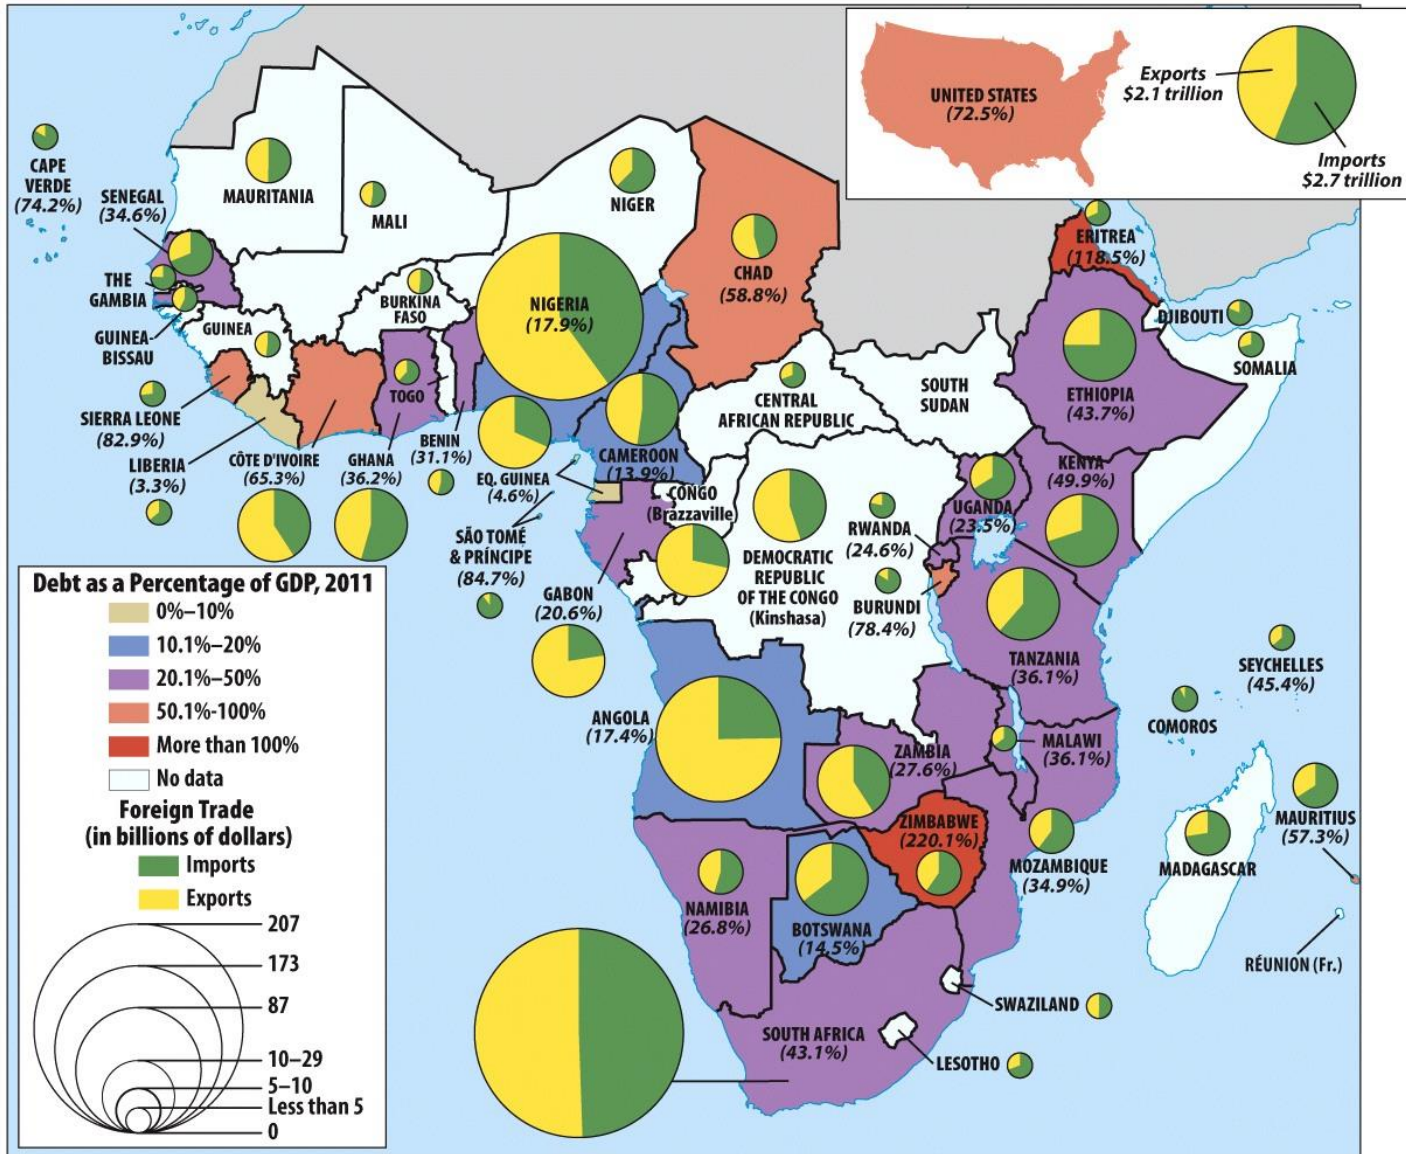 UNITED STATES
(72.5%)
Exports
$2.1 trillion
Imports
$2.7 trillion
CAPE
VERDE
(74.2%)
SENEGAL
(34.6%)
MAURITANIA
MALI
NIGER
CHAD
(58.8%)
ERITREA
(118.5%)
THE
GAMBIA
GUINEA-
BISSAU
GUINEA
BURKINA
FASO
NIGERIA
(17.9%)
DJIBOUTI
SOMALIA
ETHIOPIA
(43.7%)
SOUTH
SUDAN
CENTRAL
AFRICAN REPUBLIC
SIERRA LEONE
(82.9%)
LIBERIA
(3.3%)
CÔTE D'IVOIRE
(65.3%)
GHANA
(36.2%)
TOGO
BENIN
(31.1%)
EQ. GUINEA
(4.6%)
CAMEROON
(13.9%)
SÃO TOMÉ
& PRÍNCIPE
(84.7%)
GABON
(20.6%)
CONGO
(Brazzaville)
DEMOCRATIC
REPUBLIC
OF THE CONGO
(Kinshasa)
RWANDA
(24.6%)
BURUNDI
(78.4%)
UGANDA
(23.5%)
KENYA
(49.9%)
TANZANIA
(36.1%)
SEYCHELLES
(45.4%)
COMOROS
ANGOLA
(17.4%)
ZAMBIA
(27.6%)
MALAWI
(36.1%)
ZIMBABWE
(220.1%)
MOZAMBIQUE
(34.9%)
MADAGASCAR
MAURITIUS
(57.3%)
RÉUNION (Fr.)
NAMIBIA
(26.8%)
BOTSWANA
(14.5%)
SWAZILAND
SOUTH AFRICA
(43.1%)
LESOTHO
Debt as a Percentage of GDP, 2011
0%–10%
10.1%–20%
20.1%–50%
50.1%-100%
More than 100%
No data
Foreign Trade
(in billions of dollars)
Imports
Exports
207
173
87
10–29
5–10
Less than 5
0